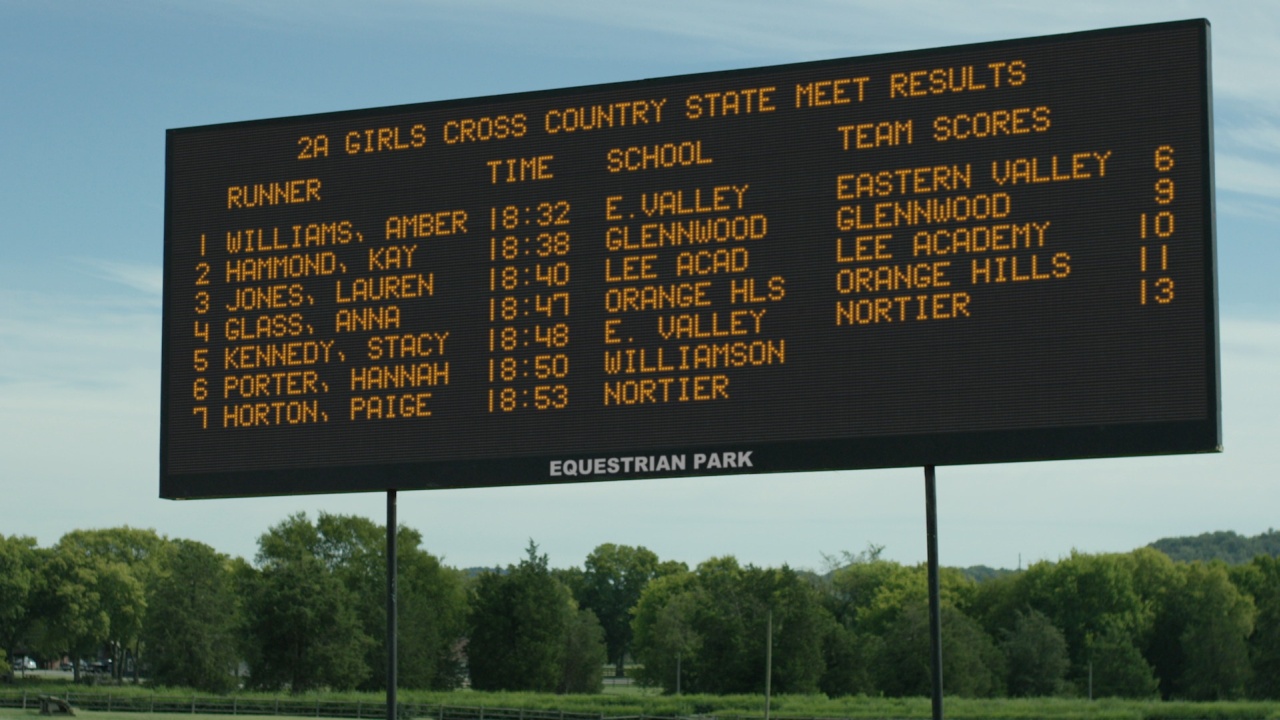 2A GIRLS CROSS COUNTRY STATE MEET RESULTS
RUNNER TIME SCHOOL TEAM SCORES
1 WILLIAMS, AMBER 18:32 E.VALLEY EASTERN VALLEY 6
2 HAMMOND, KAY 18:38 GLENNWOOD GLENNWOOD 9
3 JONES, LAUREN 18:40 LEE ACAD LEE ACADEMY 10
4 GLASS, ANNA 18:47 ORANGE HLS ORANGE HILLS 11
5 KENNEDY, STACY 18:48 E. VALLEY NORTIER 13
6 PORTER, HANNAH 18:50 WILLIAMSON
7 HORTON, PAIGE 18:53 NORTIER
EQUESTRIAN PARK